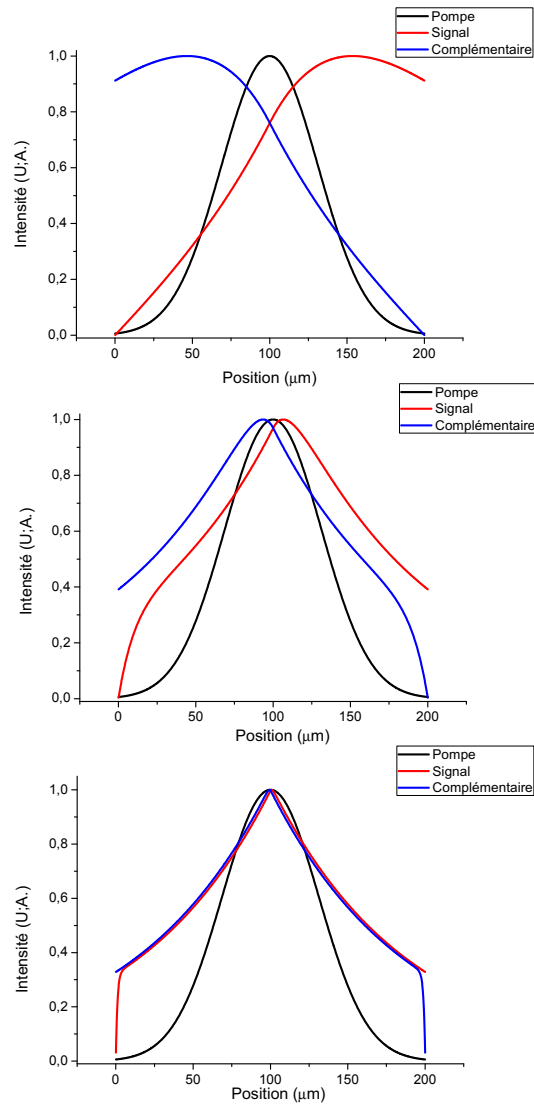 Pompe
Signal
Complémentaire
1,0
0,8
0,6
0,4
0,2
0,0
Intensité (U;A.)
0 50 100 150 200
Position (μm)
Pompe
Signal
Complémentaire
1,0
0,8
0,6
0,4
0,2
0,0
Intensité (U;A.)
0 50 100 150 200
Position (μm)
Pompe
Signal
Complémentaire
1,0
0,8
0,6
0,4
0,2
0,0
Intensité (U;A.)
0 50 100 150 200
Position (μm)